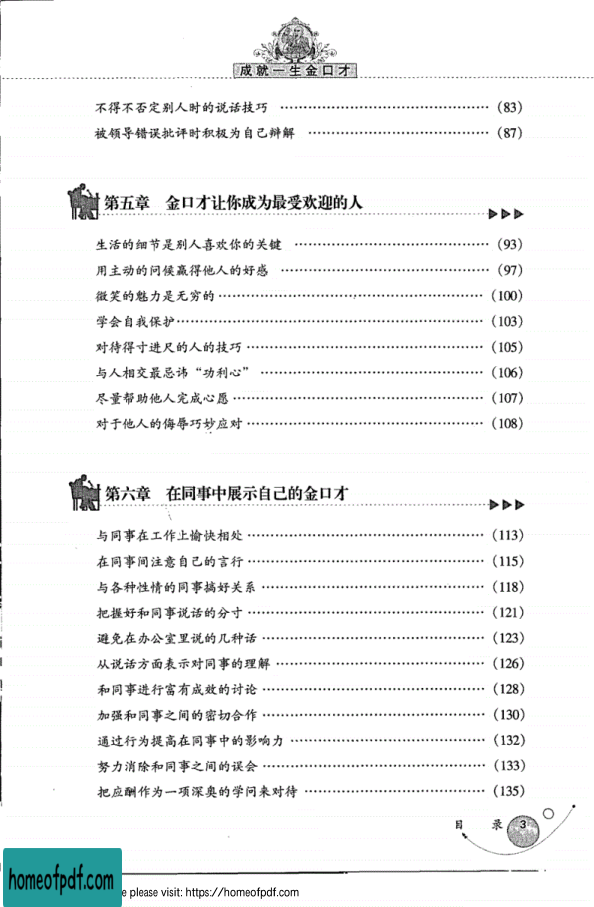 成就一生金口才
不得不否定别人时的说话技巧 ………………………………… (83)
被领导错误批评时积极为自己辩解 …………………………… (87)
第五章 金口才让你成为最受欢迎的人
生活的细节是别人喜欢你的关键 ……………………………… (93)
用主动的问候赢得他人的好感 ………………………………… (97)
微笑的魅力是无穷的 …………………………………………… (100)
学会自我保护 …………………………………………………… (103)
对待得寸进尺的人的技巧 ……………………………………… (105)
与人相交最忌讳“功利心” …………………………………… (106)
尽量帮助他人完成心愿 ………………………………………… (107)
对于他人的侮辱巧妙应对 ……………………………………… (108)
第六章 在同事中展示自己的金口才
与同事在工作上愉快相处 ……………………………………… (113)
在同事间注意自己的言行 ……………………………………… (115)
与各种性情的同事搞好关系 …………………………………… (118)
把握好和同事说话的分寸 ……………………………………… (121)
避免在办公室里说的几种话 …………………………………… (123)
从说话方面表示对同事的理解 ………………………………… (126)
和同事进行富有成效的讨论 …………………………………… (128)
加强和同事之间的密切合作 …………………………………… (130)
通过行为提高在同事中的影响力 ……………………………… (132)
努力消除和同事之间的误会 …………………………………… (133)
把应酬作为一项深奥的学问来对待 …………………………… (135)
目 录 3
homeofpdf.com
e please visit: https://homeofpdf.com